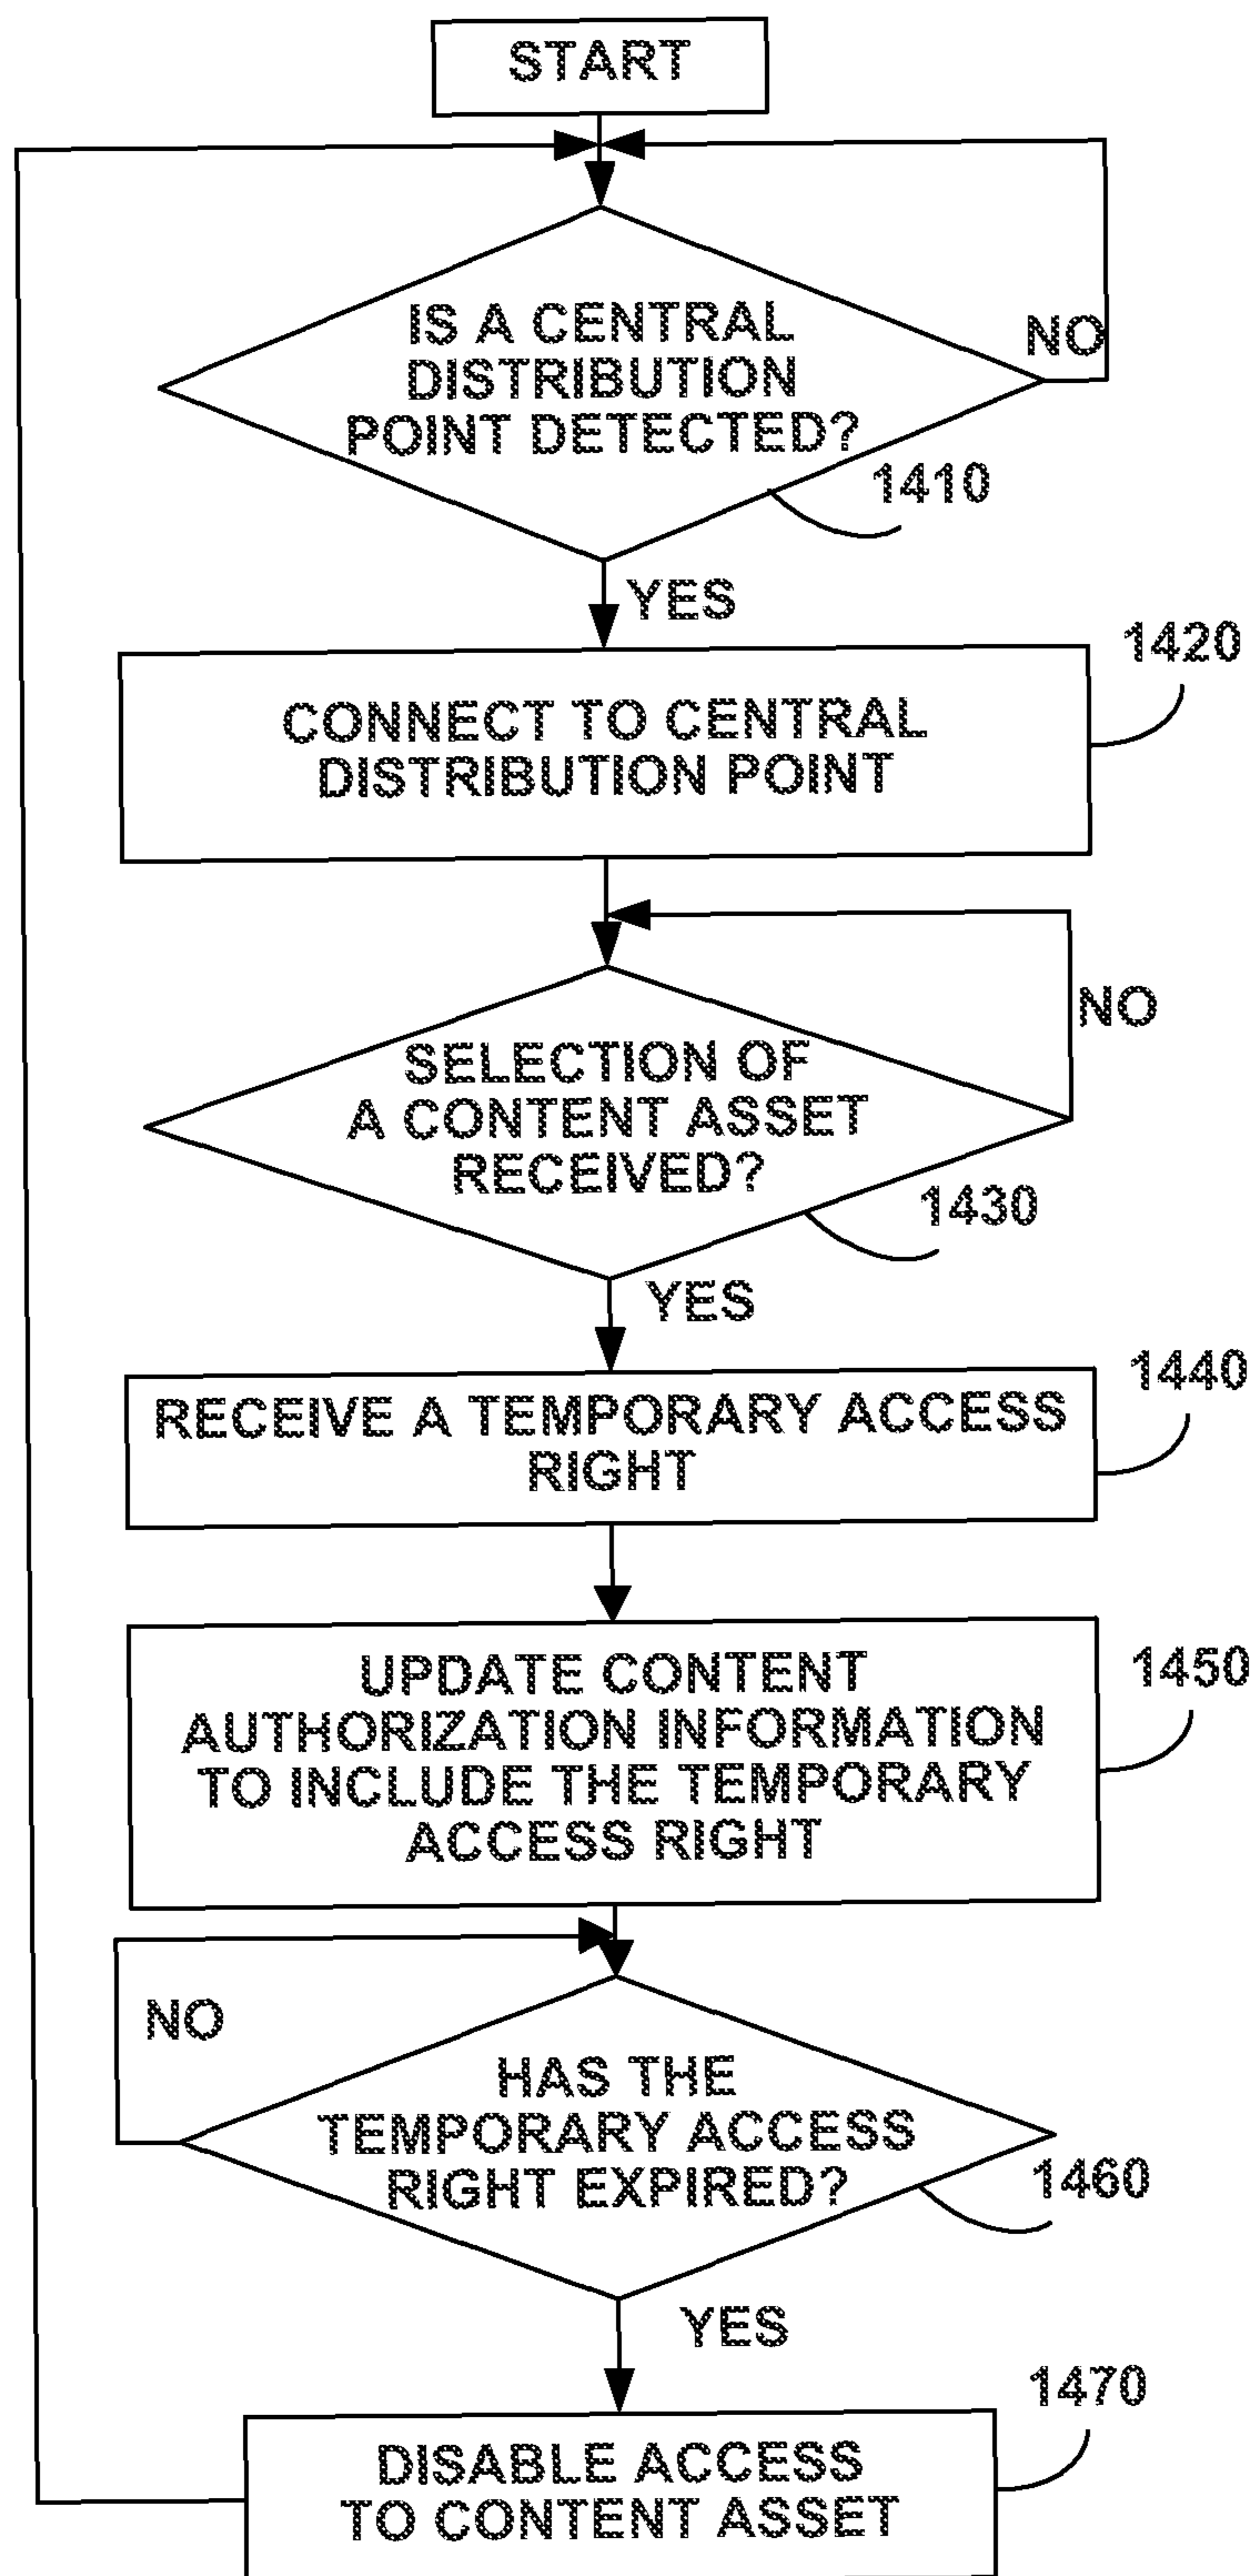 START
IS A CENTRAL
DISTRIBUTION
POINT DETECTED?
NO
1410
YES
1420
CONNECT TO CENTRAL
DISTRIBUTION POINT
NO
SELECTION OF
A CONTENT ASSET
RECEIVED?
1430
YES
1440
RECEIVE A TEMPORARY ACCESS
RIGHT
UPDATE CONTENT
AUTHORIZATION INFORMATION
TO INCLUDE THE TEMPORARY
ACCESS RIGHT
1450
NO
HAS THE
TEMPORARY ACCESS
RIGHT EXPIRED?
1460
YES
1470
DISABLE ACCESS
TO CONTENT ASSET